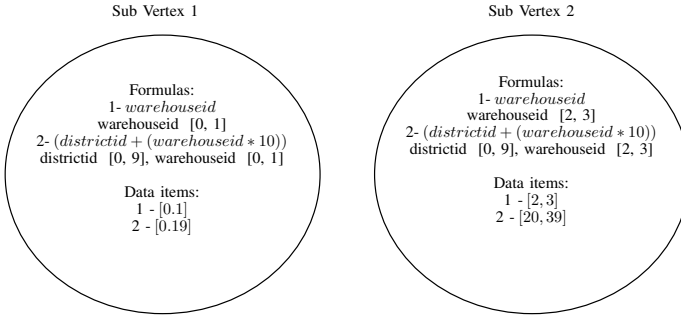 Sub Vertex 1
Formulas:
1- warehouseid
warehouseid [0, 1]
2- (districtid + (warehouseid * 10))
districtid [0, 9], warehouseid [0, 1]
Data items:
1 - [0.1]
2 - [0.19]
Sub Vertex 2
Formulas:
1- warehouseid
warehouseid [2, 3]
2- (districtid + (warehouseid * 10))
districtid [0, 9], warehouseid [2, 3]
Data items:
1 - [2, 3]
2 - [20, 39]